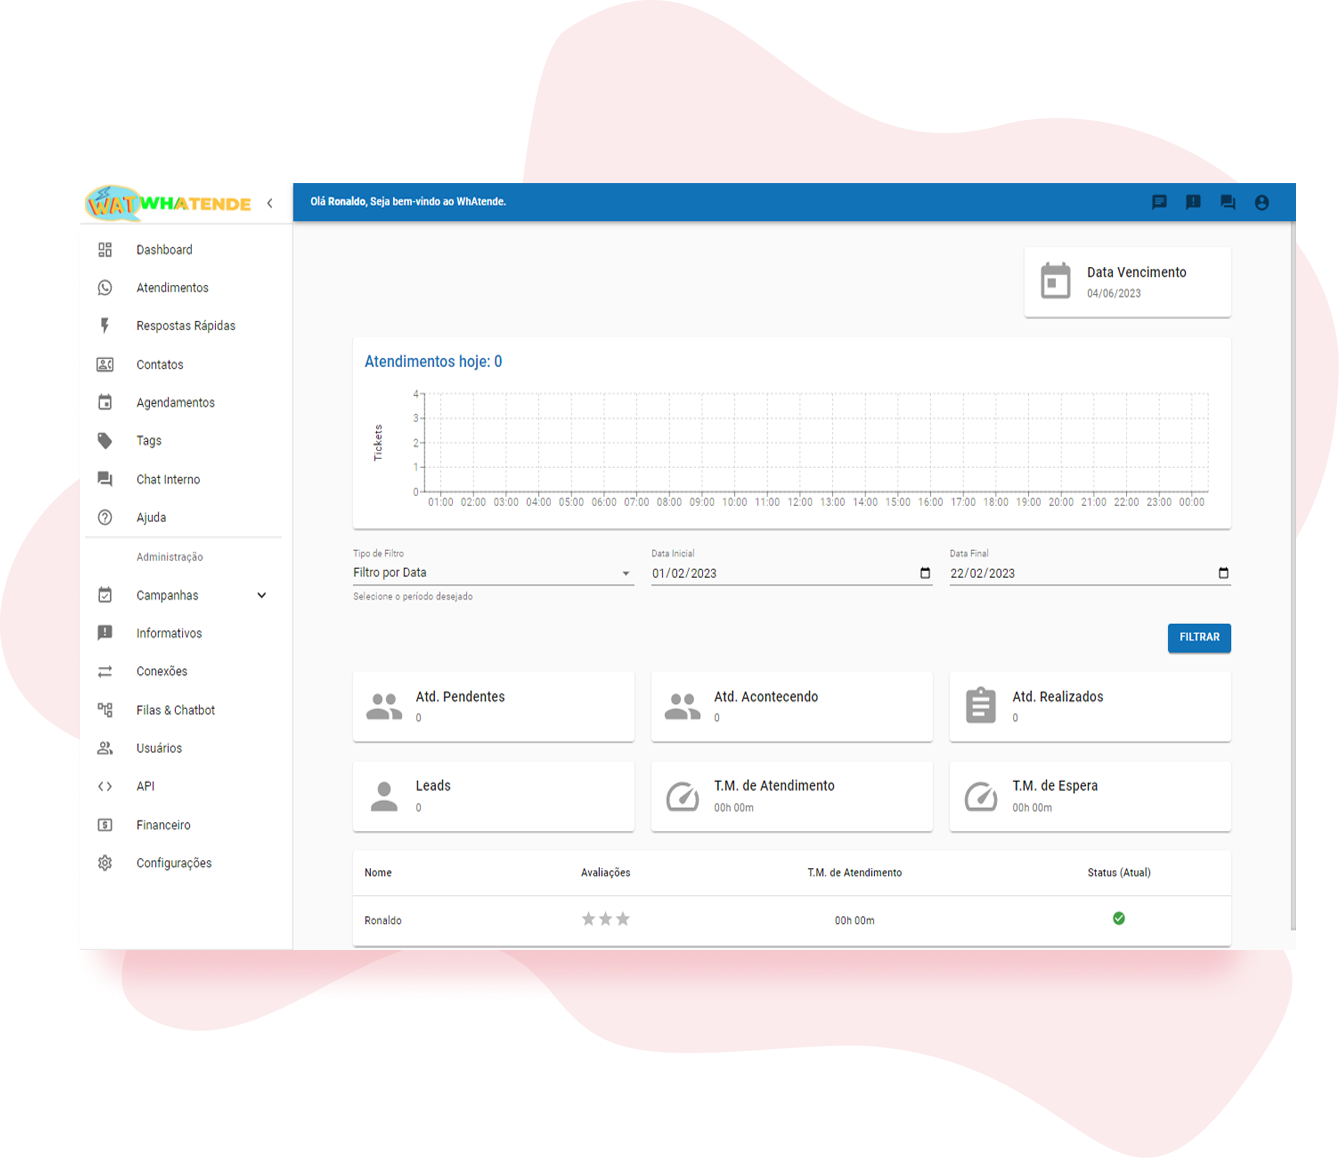 WAT WHATENDE
Olá Ronaldo, Seja bem-vindo ao WhAtende.
Dashboard
Atendimentos
Respostas Rápidas
Contatos
Agendamentos
Tags
Chat Interno
Ajuda
Administração
Campanhas
Informativos
Conexões
Filas & Chatbot
Usuários
API
Financeiro
Configurações
Data Vencimento
04/06/2023
Atendimentos hoje: 0
Tickets
4
3
2
1
0
01:00 02:00 03:00 04:00 05:00 06:00 07:00 08:00 09:00 10:00 11:00 12:00 13:00 14:00 15:00 16:00 17:00 18:00 19:00 20:00 21:00 22:00 23:00 00:00
Tipo de Filtro
Filtro por Data
Selecione o período desejado
Data Inicial
01/02/2023
Data Final
22/02/2023
FILTRAR
Atd. Pendentes
0
Atd. Acontecendo
0
Atd. Realizados
0
Leads
0
T.M. de Atendimento
00h 00m
T.M. de Espera
00h 00m
Nome Avaliações T.M. de Atendimento Status (Atual)
Ronaldo 00h 00m